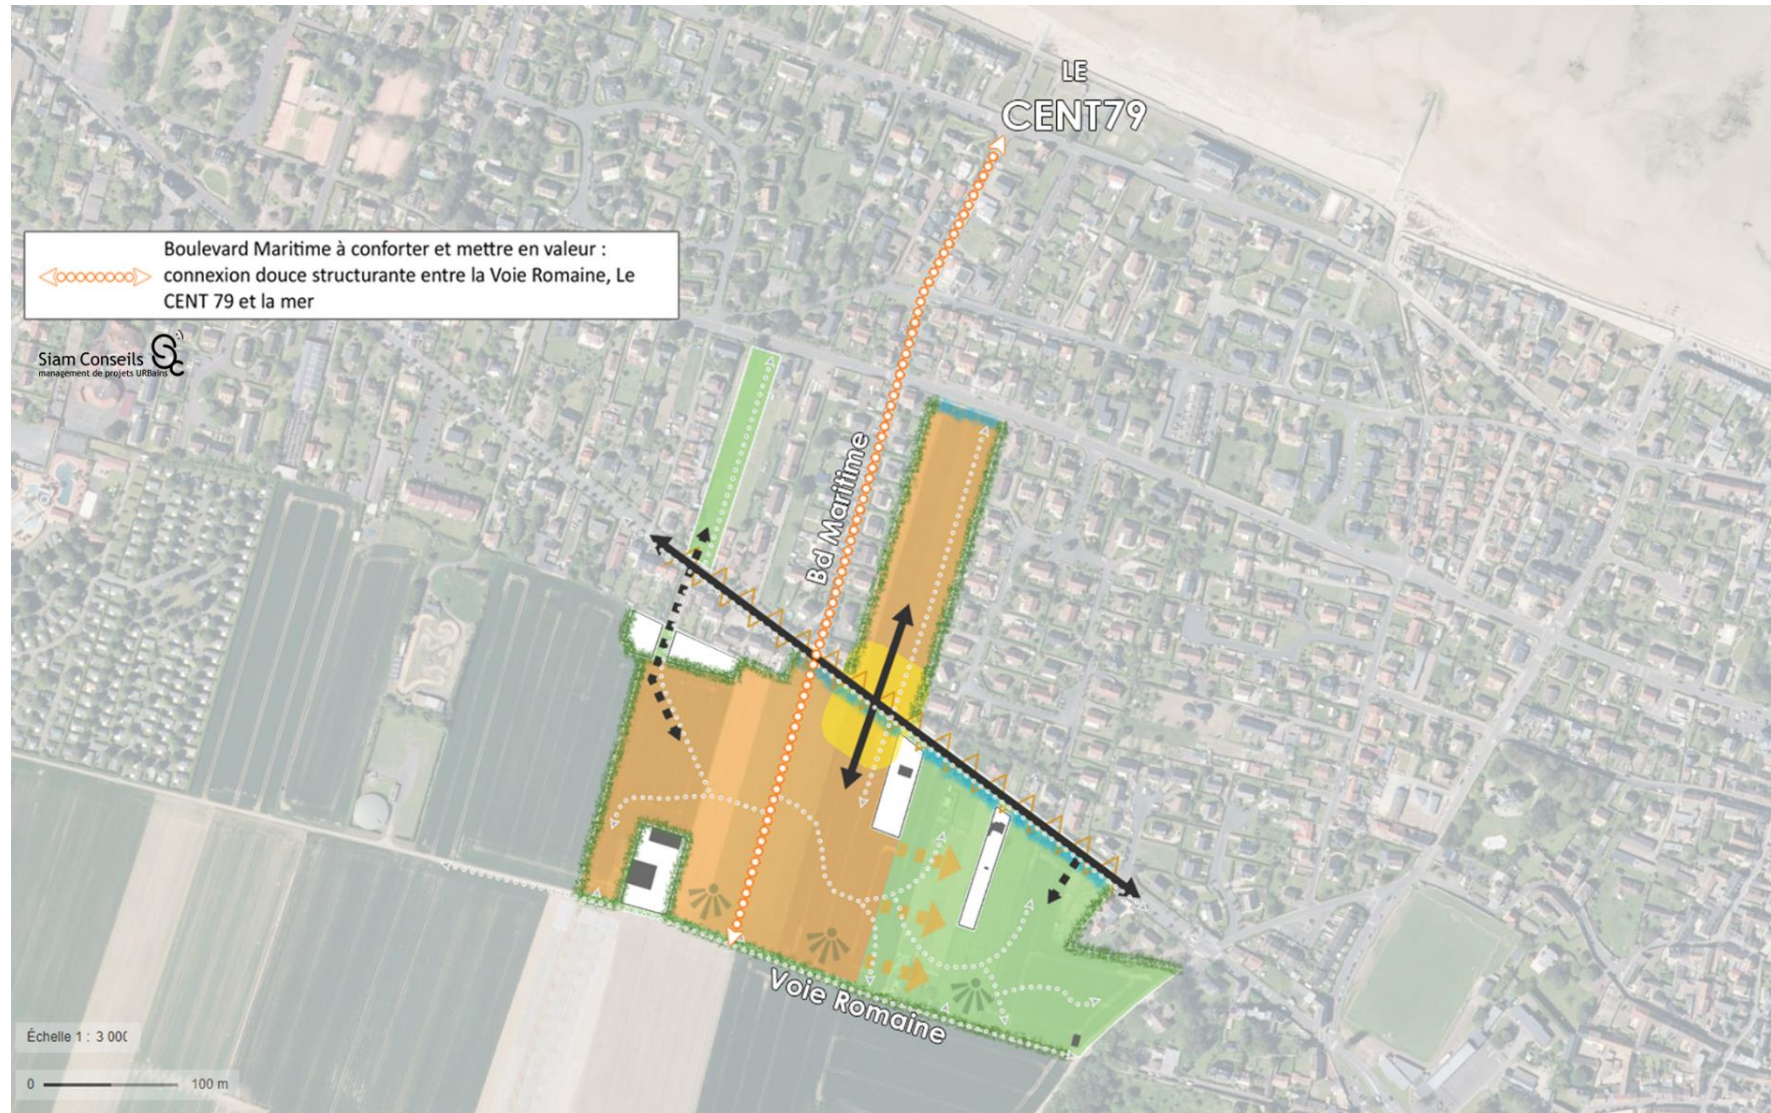 LE
CENT79
Boulevard Maritime à conforter et mettre en valeur :
connexion douce structurante entre la Voie Romaine, Le
CENT 79 et la mer
Siam Conseils
management de projets URBains
Bd Maritime
Voie Romaine
Échelle 1 : 3 000
0 100 m